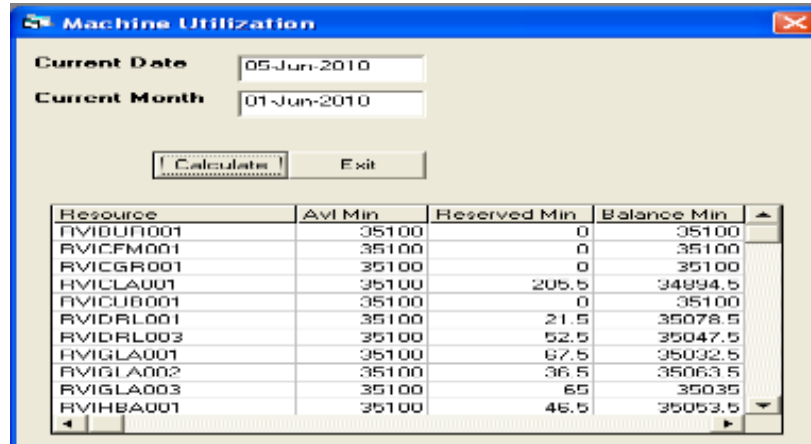 Machine Utilization
Current Date 05-Jun-2010
Current Month 01-Jun-2010
Calculate Exit
Resource Avl Min Reserved Min Balance Min
RVIBUR001 35100 0 35100
RVICFM001 35100 0 35100
RVICGR001 35100 0 35100
RVICLA001 35100 205.5 34894.5
RVICUB001 35100 0 35100
RVIDRL001 35100 21.5 35078.5
RVIDRL003 35100 52.5 35047.5
RVIGLA001 35100 67.5 35032.5
RVIGLA002 35100 36.5 35063.5
RVIGLA003 35100 65 35035
RVIHBA001 35100 46.5 35053.5